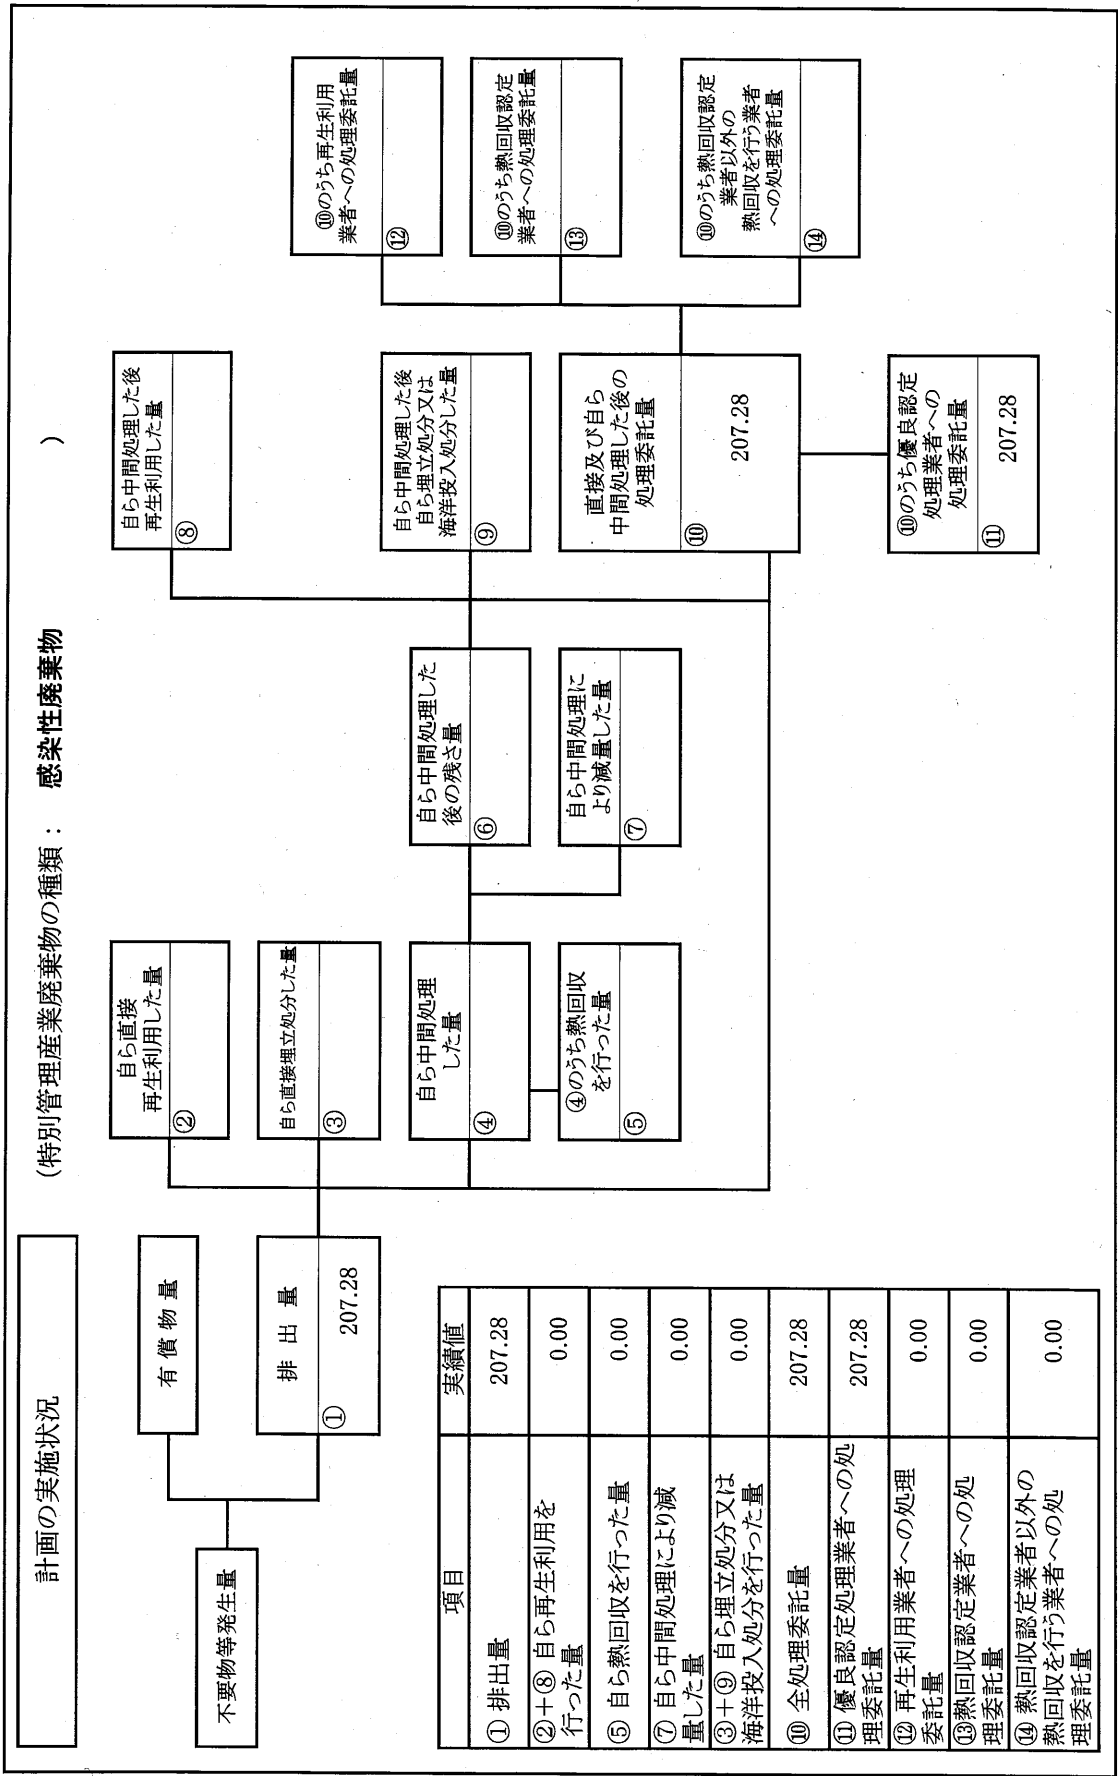 計画の実施状況
(特別管理産業廃棄物の種類： 感染性廃棄物 )
不要物等発生量
有償物量
排出量
①
207.28
自ら直接
再生利用した量
②
自ら直接埋立処分した量
③
自ら中間処理
した量
④
④のうち熱回収
を行った量
⑤
自ら中間処理した
後の残さ量
⑥
自ら中間処理に
より減量した量
⑦
自ら中間処理した後
再生利用した量
⑧
自ら中間処理した後
自ら埋立処分又は
海洋投入処分した量
⑨
直接及び自ら
中間処理した後の
処理委託量
⑩
207.28
⑩のうち優良認定
処理業者への
処理委託量
⑪
207.28
⑩のうち再生利用
業者への処理委託量
⑫
⑩のうち熱回収認定
業者への処理委託量
⑬
⑩のうち熱回収認定
業者以外の
熱回収を行う業者
への処理委託量
⑭
項目 実績値
①排出量 207.28
②＋⑧ 自ら再生利用を
行った量 0.00
⑤ 自ら熱回収を行った量 0.00
⑦ 自ら中間処理により減
量した量 0.00
③＋⑨ 自ら埋立処分又は
海洋投入処分を行った量 0.00
⑩ 全処理委託量 207.28
⑪ 優良認定処理業者への処
理委託量 207.28
⑫ 再生利用業者への処理
委託量 0.00
⑬熱回収認定業者への処
理委託量 0.00
⑭ 熱回収認定業者以外の
熱回収を行う業者への処
理委託量 0.00